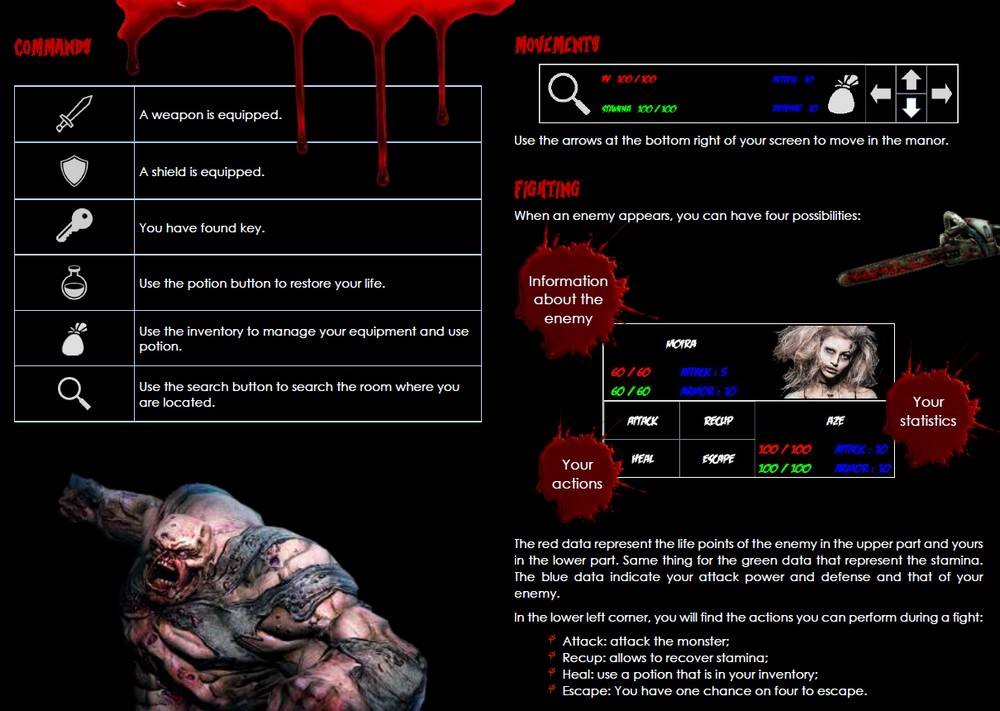 COMMANDS
A weapon is equipped.
A shield is equipped.
You have found key.
Use the potion button to restore your life.
Use the inventory to manage your equipment and use
potion.
Use the search button to search the room where you
are located.
MOVEMENTS
PV 100 / 100
ATTACK 10
STAMINA 100 / 100
DEFENSE 10
Use the arrows at the bottom right of your screen to move in the manor.
FIGHTING
When an enemy appears, you can have four possibilities:
Information
about the
enemy
MOIRA
60 / 60 ATTACK : 5
60 / 60 ARMOR : 10
Your
statistics
ATTACK RECUP AZE
HEAL ESCAPE
100 / 100 ATTACK : 10
100 / 100 ARMOR : 10
Your
actions
The red data represent the life points of the enemy in the upper part and yours
in the lower part. Same thing for the green data that represent the stamina.
The blue data indicate your attack power and defense and that of your
enemy.
In the lower left corner, you will find the actions you can perform during a fight:
Attack: attack the monster;
Recup: allows to recover stamina;
Heal: use a potion that is in your inventory;
Escape: You have one chance on four to escape.